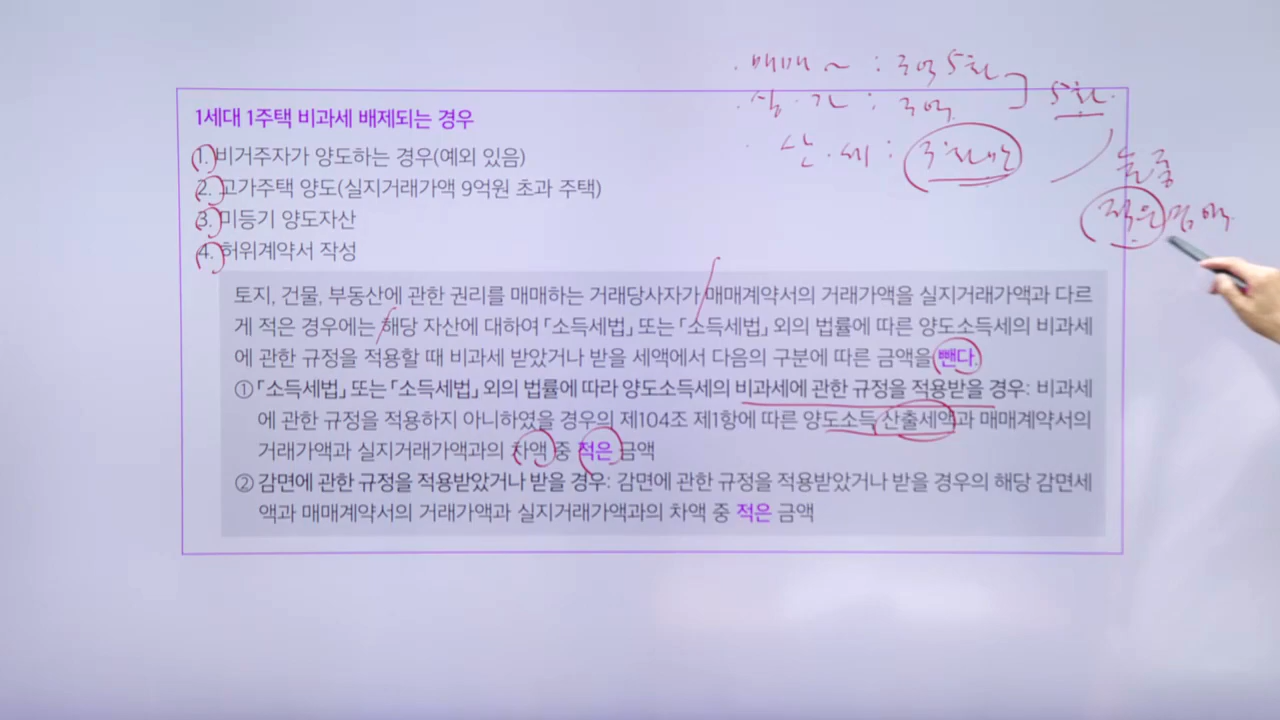 매매 ~ : 5천
5천
산.세 :
둘 중
적은 금액
1세대 1주택 비과세 배제되는 경우
1. 비거주자가 양도하는 경우(예외 있음)
2. 고가주택 양도(실지거래가액 9억원 초과 주택)
3. 미등기 양도자산
4. 허위계약서 작성
토지, 건물, 부동산에 관한 권리를 매매하는 거래당사자가 매매계약서의 거래가액을 실지거래가액과 다르
게 적은 경우에는 해당 자산에 대하여 「소득세법」 또는 「소득세법」 외의 법률에 따른 양도소득세의 비과세
에 관한 규정을 적용할 때 비과세 받았거나 받을 세액에서 다음의 구분에 따른 금액을 뺀다.
① 「소득세법」 또는 「소득세법」 외의 법률에 따라 양도소득세의 비과세에 관한 규정을 적용받을 경우: 비과세
에 관한 규정을 적용하지 아니하였을 경우의 제104조 제1항에 따른 양도소득 산출세액과 매매계약서의
거래가액과 실지거래가액과의 차액 중 적은 금액
② 감면에 관한 규정을 적용받았거나 받을 경우: 감면에 관한 규정을 적용받았거나 받을 경우의 해당 감면세
액과 매매계약서의 거래가액과 실지거래가액과의 차액 중 적은 금액